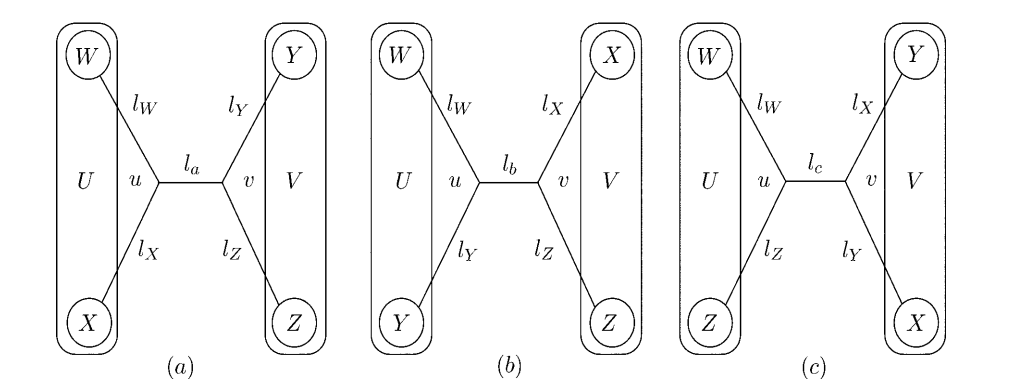 W Y W X W Y
l_W l_Y l_W l_X l_W l_X
l_a l_b l_c
U u v V U u v V U u v V
l_X l_Z l_Y l_Z l_Z l_Y
X Z Y Z Z X
(a) (b) (c)